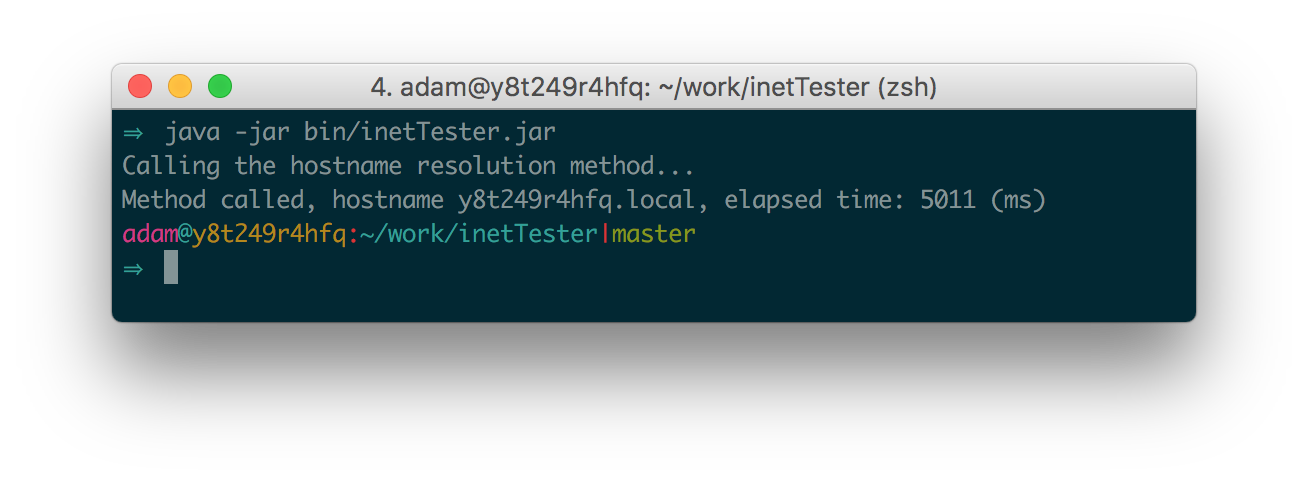 4. adam@y8t249r4hfq: ~/work/inetTester (zsh)
⇒ java -jar bin/inetTester.jar
Calling the hostname resolution method...
Method called, hostname y8t249r4hfq.local, elapsed time: 5011 (ms)
adam@y8t249r4hfq:~/work/inetTester|master
⇒